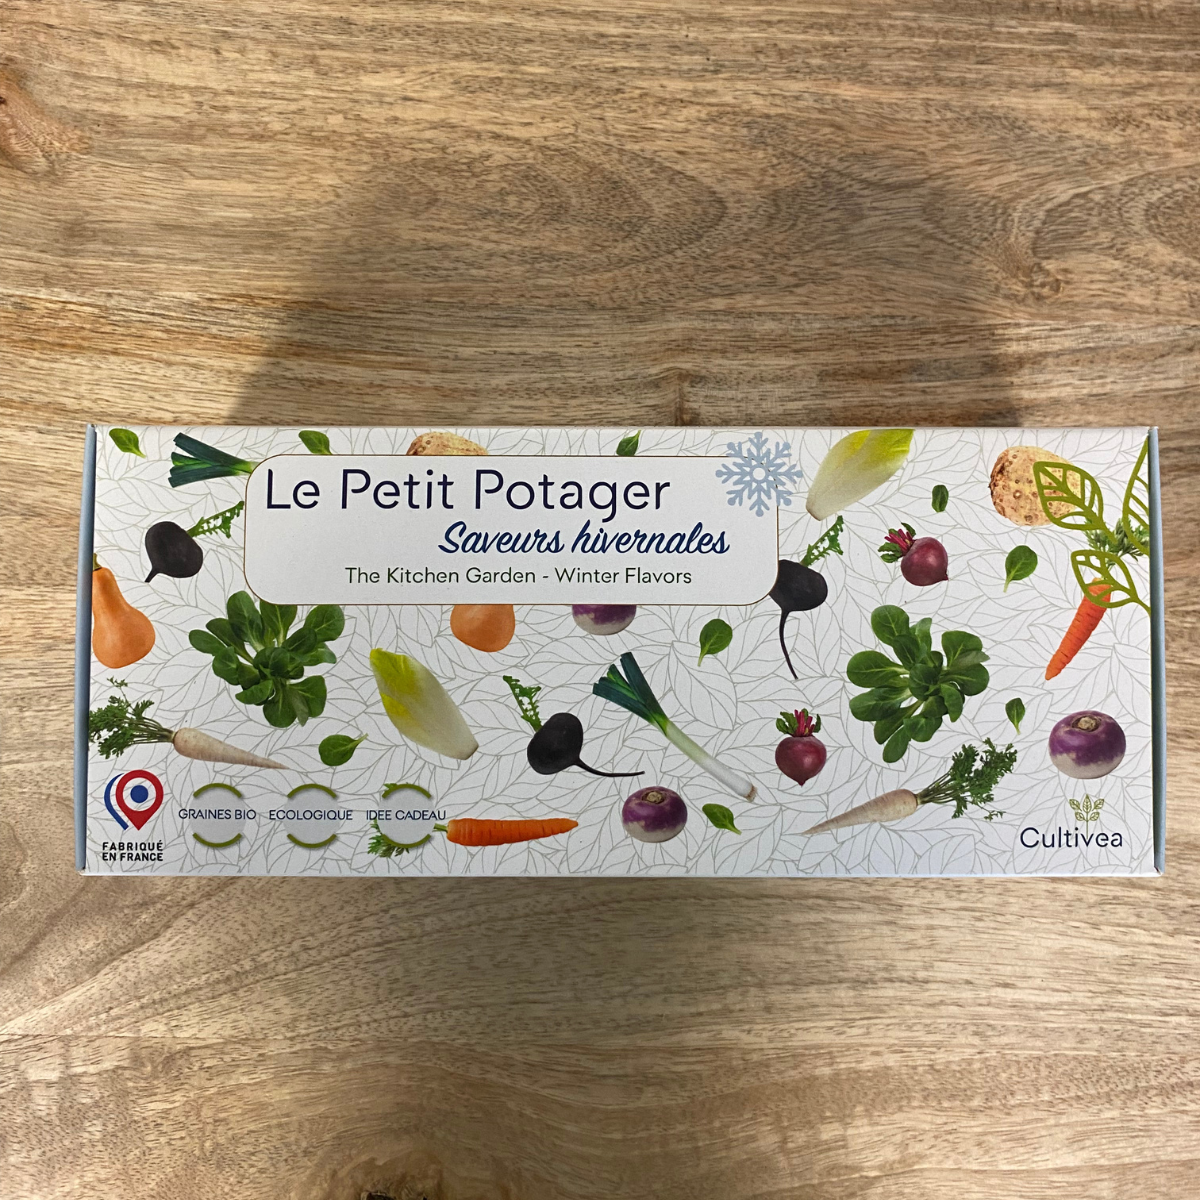 Le Petit Potager
Saveurs hivernales
The Kitchen Garden - Winter Flavors
FABRIQUÉ
EN FRANCE
GRAINES BIO
ECOLOGIQUE
IDEE CADEAU
Cultivea